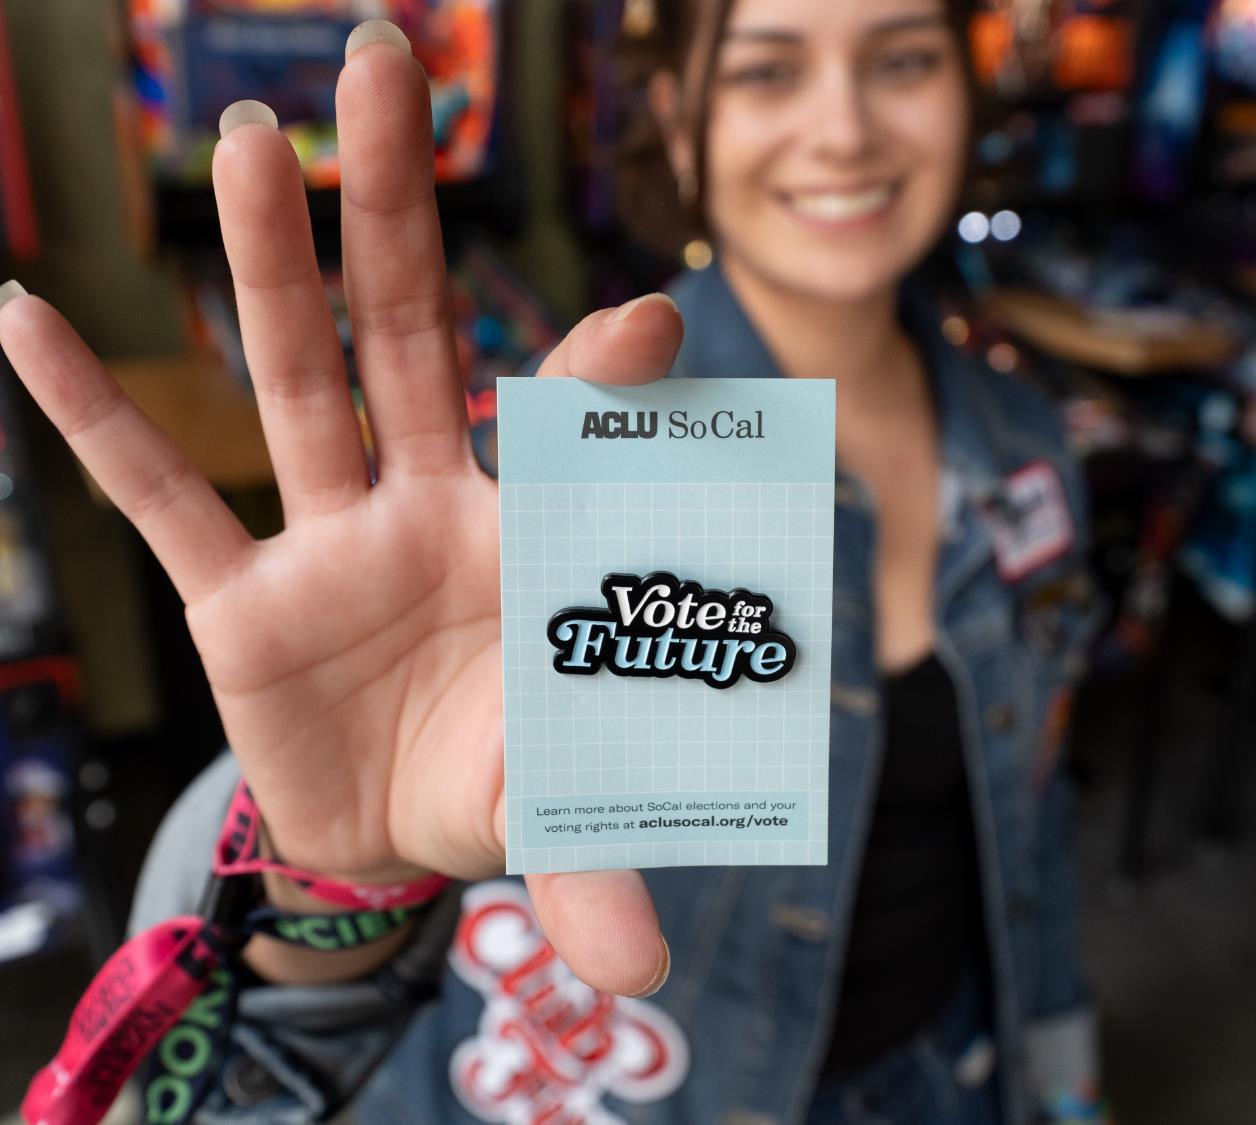 ACLU SoCal
Vote for
the
Future
Learn more about SoCal elections and your
voting rights at aclusocal.org/vote
Club